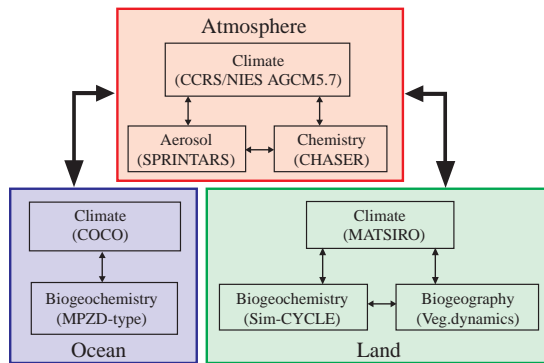 Atmosphere
Climate
(CCRS/NIES AGCM5.7)
Aerosol
(SPRINTARS)
Chemistry
(CHASER)
Climate
(COCO)
Biogeochemistry
(MPZD-type)
Ocean
Climate
(MATSIRO)
Biogeochemistry
(Sim-CYCLE)
Biogeography
(Veg.dynamics)
Land